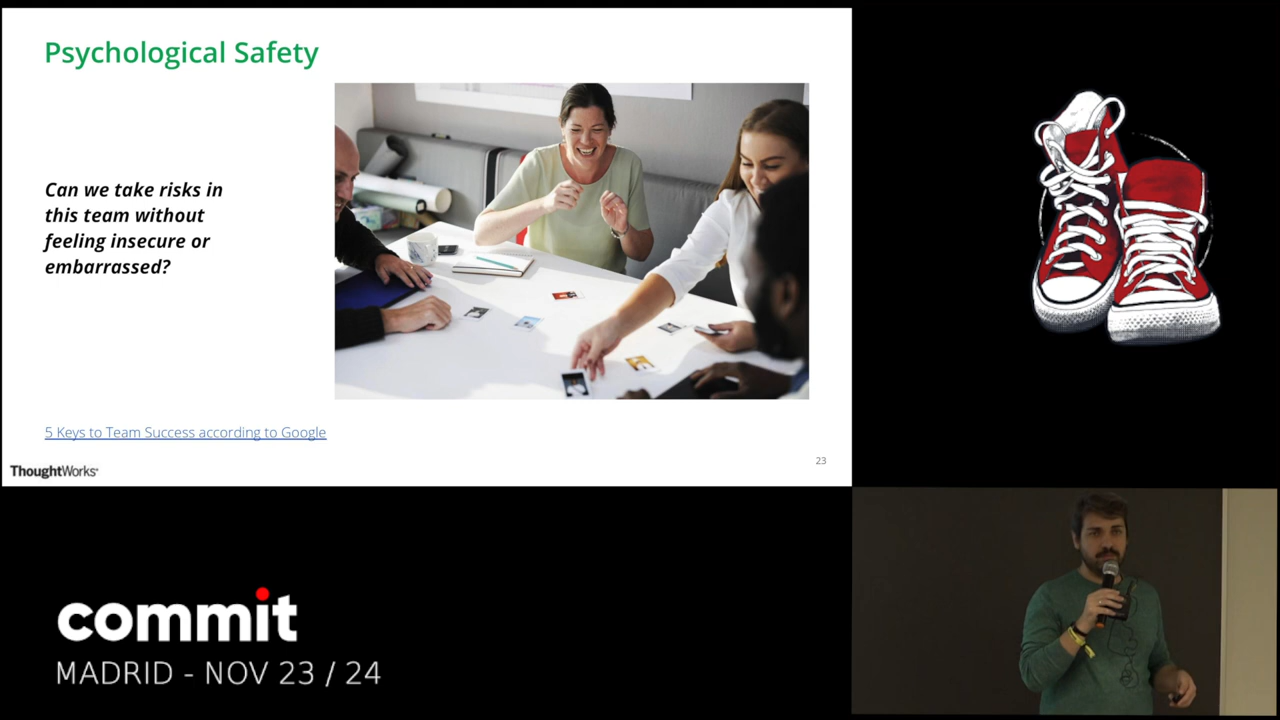 Psychological Safety
Can we take risks in
this team without
feeling insecure or
embarrassed?
5 Keys to Team Success according to Google
ThoughtWorks®
23
commit
MADRID - NOV 23 / 24